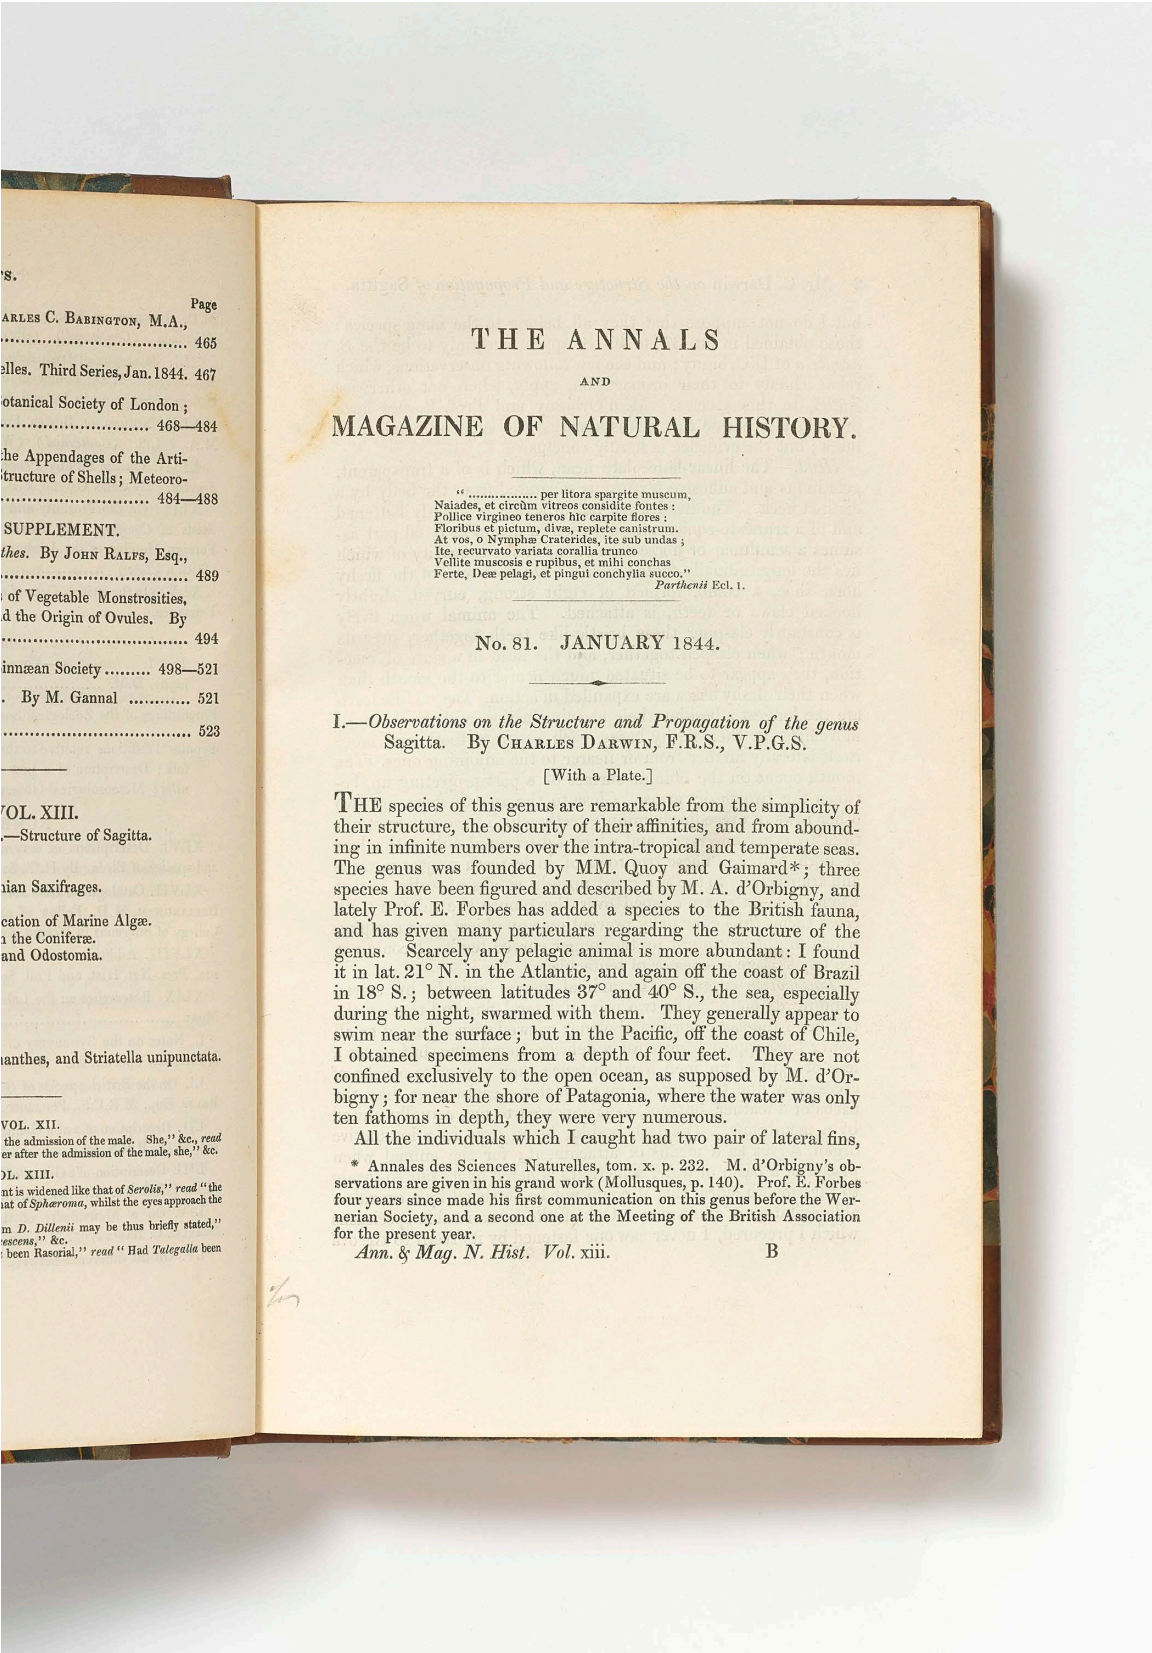 'S.
Page
ARLES C. BABINGTON, M.A.,
.................................. 465
elles. Third Series, Jan. 1844. 467
otanical Society of London ;
........................... 468—484
the Appendages of the Arti-
tructure of Shells; Meteoro-
........................... 484—488
SUPPLEMENT.
thes. By JOHN RALFS, Esq.,
.................................. 489
of Vegetable Monstrosities,
d the Origin of Ovules. By
.................................. 494
innæan Society ......... 498—521
. By M. Gannal ............ 521
.................................. 523
VOL. XIII.
.—Structure of Sagitta.
nian Saxifrages.
cation of Marine Algæ.
n the Coniferæ.
and Odostomia.
anthes, and Striatella unipunctata.
VOL. XII.
the admission of the male. She," &c., read
er after the admission of the male, she," &c.
OL. XIII.
nt is widened like that of Serolis," read "the
at of Sphæroma, whilst the eyes approach the
m D. Dillenii may be thus briefly stated,"
escens," &c.
been Rasorial," read "Had Talegalla been
THE ANNALS
AND
MAGAZINE OF NATURAL HISTORY.
" .................. per litora spargite muscum,
Naiades, et circùm vitreos considite fontes :
Pollice virgineo teneros hìc carpite flores :
Floribus et pictum, divæ, replete canistrum.
At vos, o Nymphæ Craterides, ite sub undas ;
Ite, recurvato variata corallia trunco
Vellite muscosis e rupibus, et mihi conchas
Ferte, Deæ pelagi, et pingui conchylia succo."
Parthenii Ecl. 1.
No. 81. JANUARY 1844.
I.—Observations on the Structure and Propagation of the genus
Sagitta. By CHARLES DARWIN, F.R.S., V.P.G.S.
[With a Plate.]
THE species of this genus are remarkable from the simplicity of
their structure, the obscurity of their affinities, and from abound-
ing in infinite numbers over the intra-tropical and temperate seas.
The genus was founded by MM. Quoy and Gaimard*; three
species have been figured and described by M. A. d'Orbigny, and
lately Prof. E. Forbes has added a species to the British fauna,
and has given many particulars regarding the structure of the
genus. Scarcely any pelagic animal is more abundant : I found
it in lat. 21° N. in the Atlantic, and again off the coast of Brazil
in 18° S. ; between latitudes 37° and 40° S., the sea, especially
during the night, swarmed with them. They generally appear to
swim near the surface ; but in the Pacific, off the coast of Chile,
I obtained specimens from a depth of four feet. They are not
confined exclusively to the open ocean, as supposed by M. d'Or-
bigny ; for near the shore of Patagonia, where the water was only
ten fathoms in depth, they were very numerous.
All the individuals which I caught had two pair of lateral fins,
* Annales des Sciences Naturelles, tom. x. p. 232. M. d'Orbigny's ob-
servations are given in his grand work (Mollusques, p. 140). Prof. E. Forbes
four years since made his first communication on this genus before the Wer-
nerian Society, and a second one at the Meeting of the British Association
for the present year.
Ann. & Mag. N. Hist. Vol. xiii. B